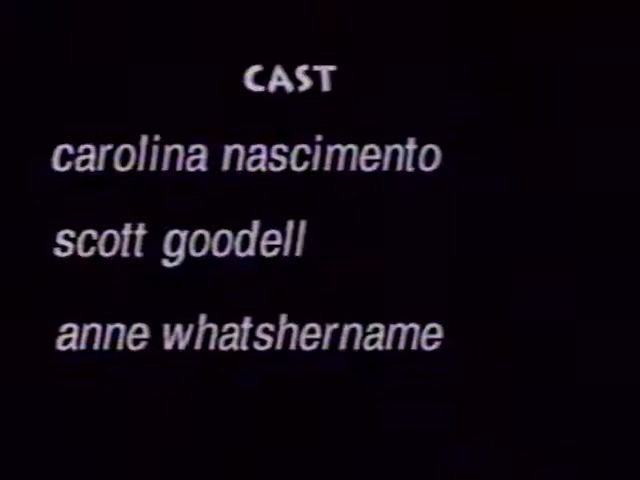 CAST
carolina nascimento
scott goodell
anne whatshername